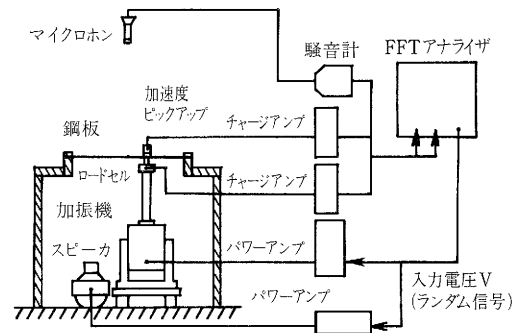 マイクロホン
騒音計
FFTアナライザ
加速度
ピックアップ
チャージアンプ
鋼板
ロードセル
チャージアンプ
加振機
スピーカ
パワーアンプ
パワーアンプ
入力電圧V
(ランダム信号)